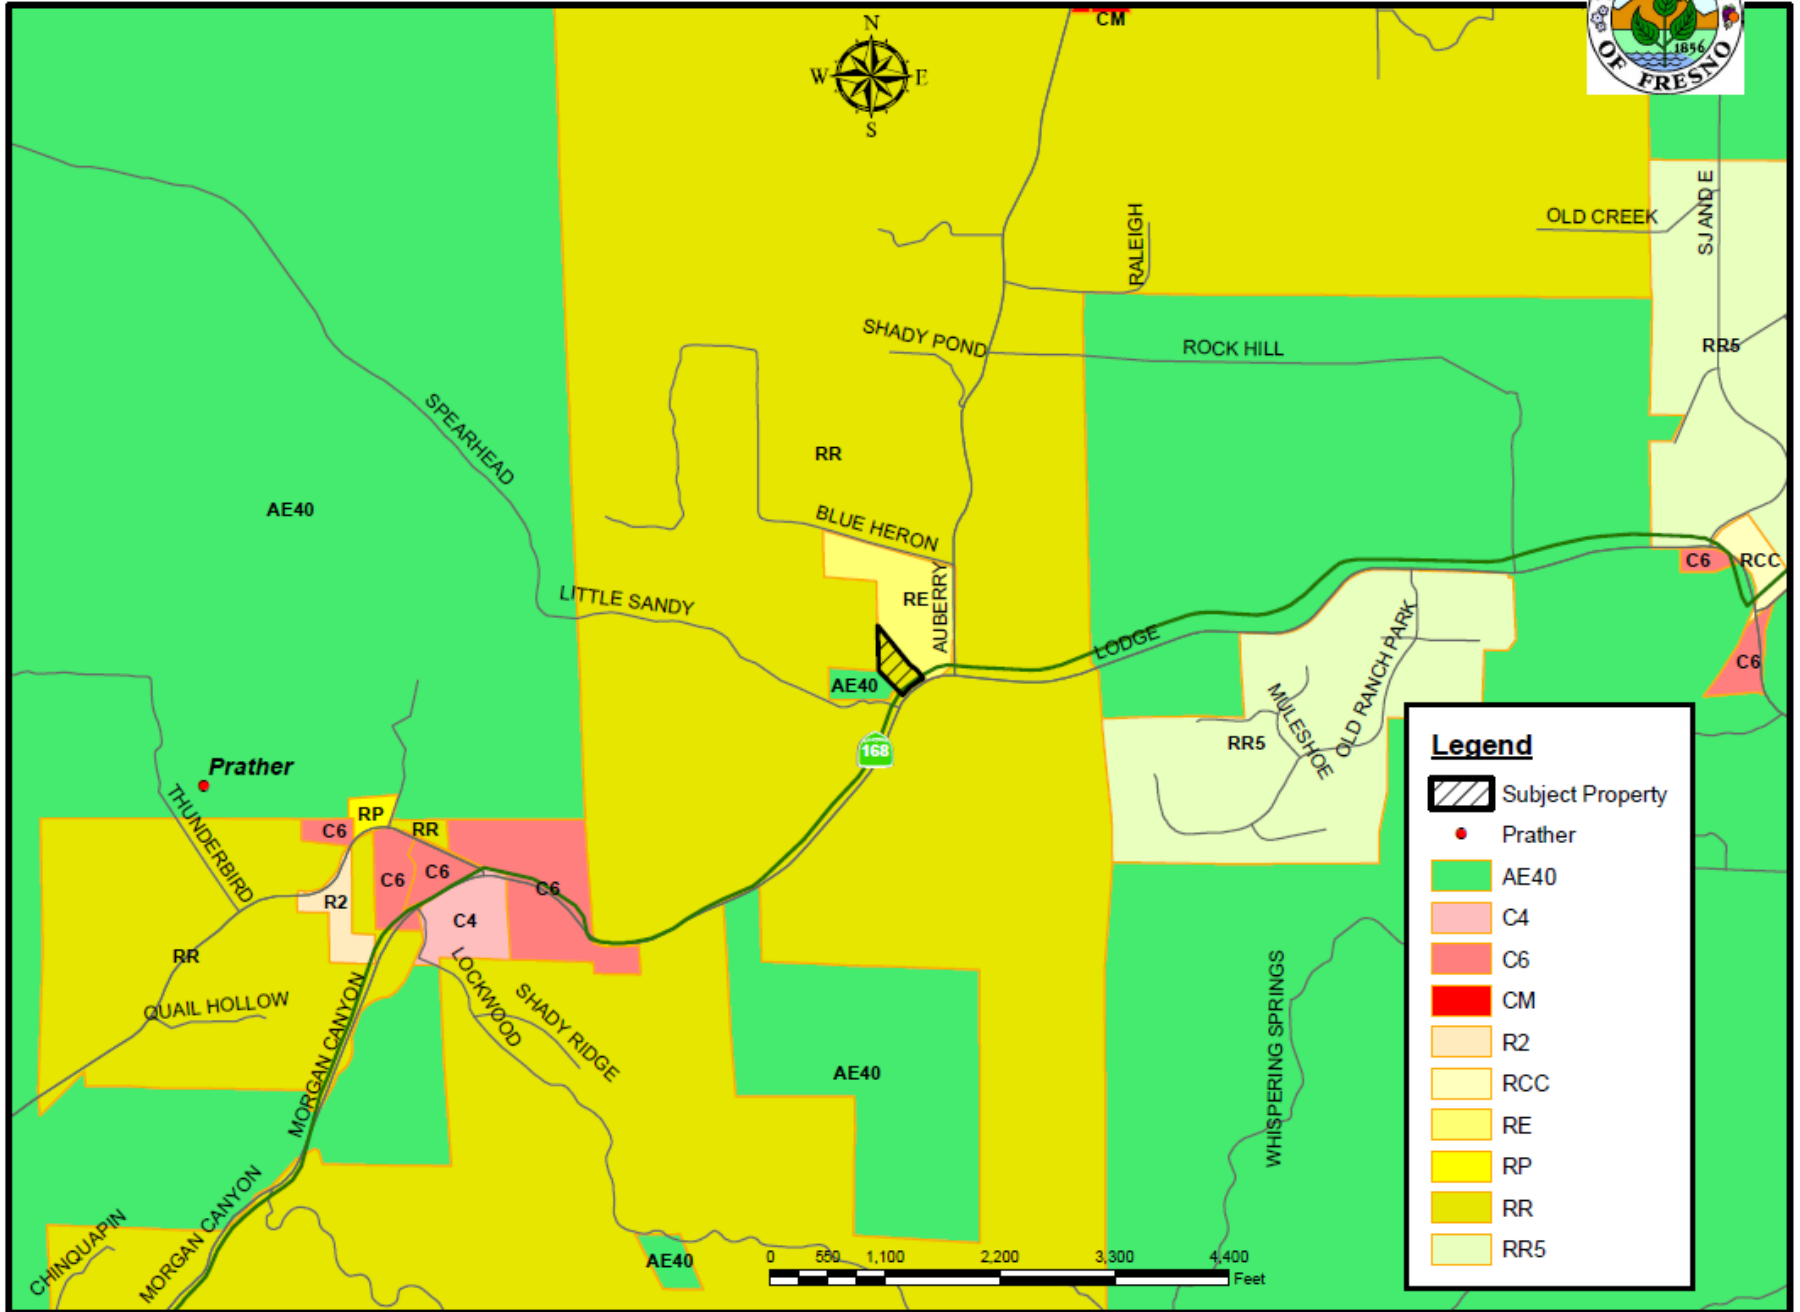 CM
N
W E
S
1856
OF FRESNO
OLD CREEK
SJ AND E
RALEIGH
SHADY POND
ROCK HILL
RR5
SPEARHEAD
RR
AE40
BLUE HERON
C6
RCC
LITTLE SANDY
RE
AUBERRY
LODGE
OLD RANCH PARK
C6
AE40
MULESHOE
RR5
168
Prather
THUNDERBIRD
RP
C6
RR
C6
C6
C6
R2
C4
RR
LOCKWOOD
QUAIL HOLLOW
SHADY RIDGE
MORGAN CANYON
WHISPERING SPRINGS
AE40
MORGAN CANYON
CHINQUAPIN
AE40
0 550 1,100 2,200 3,300 4,400
Feet
Legend
Subject Property
Prather
AE40
C4
C6
CM
R2
RCC
RE
RP
RR
RR5